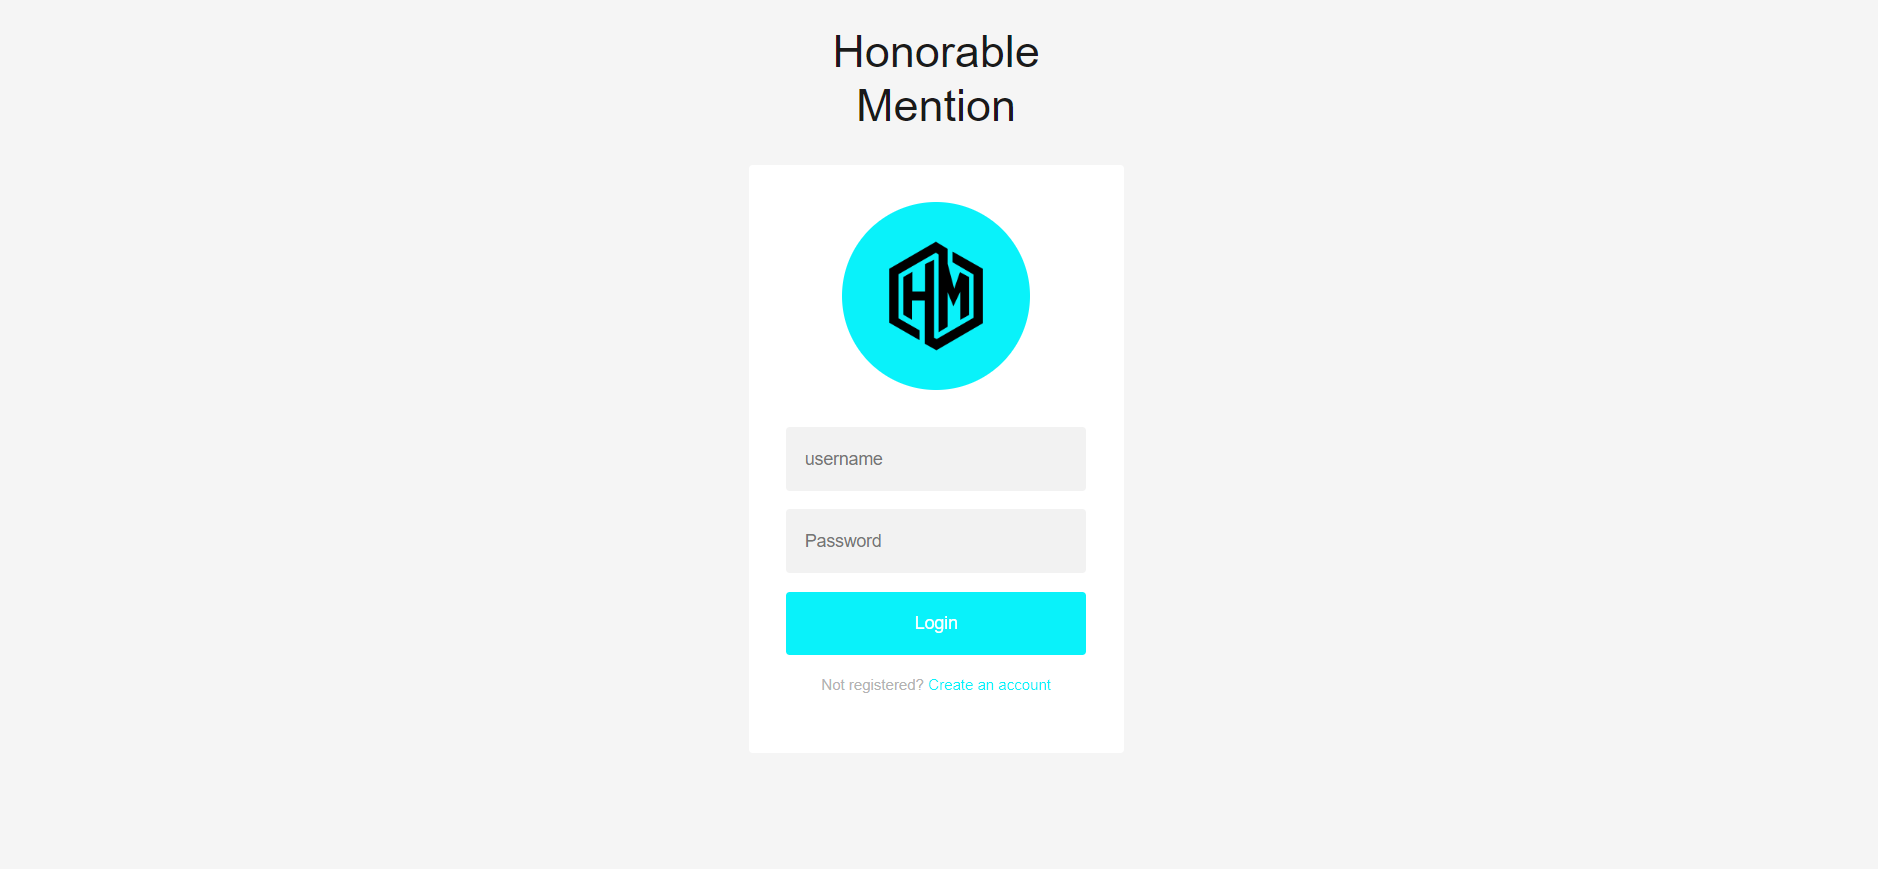 Honorable
Mention
HM
username
Password
Login
Not registered? Create an account